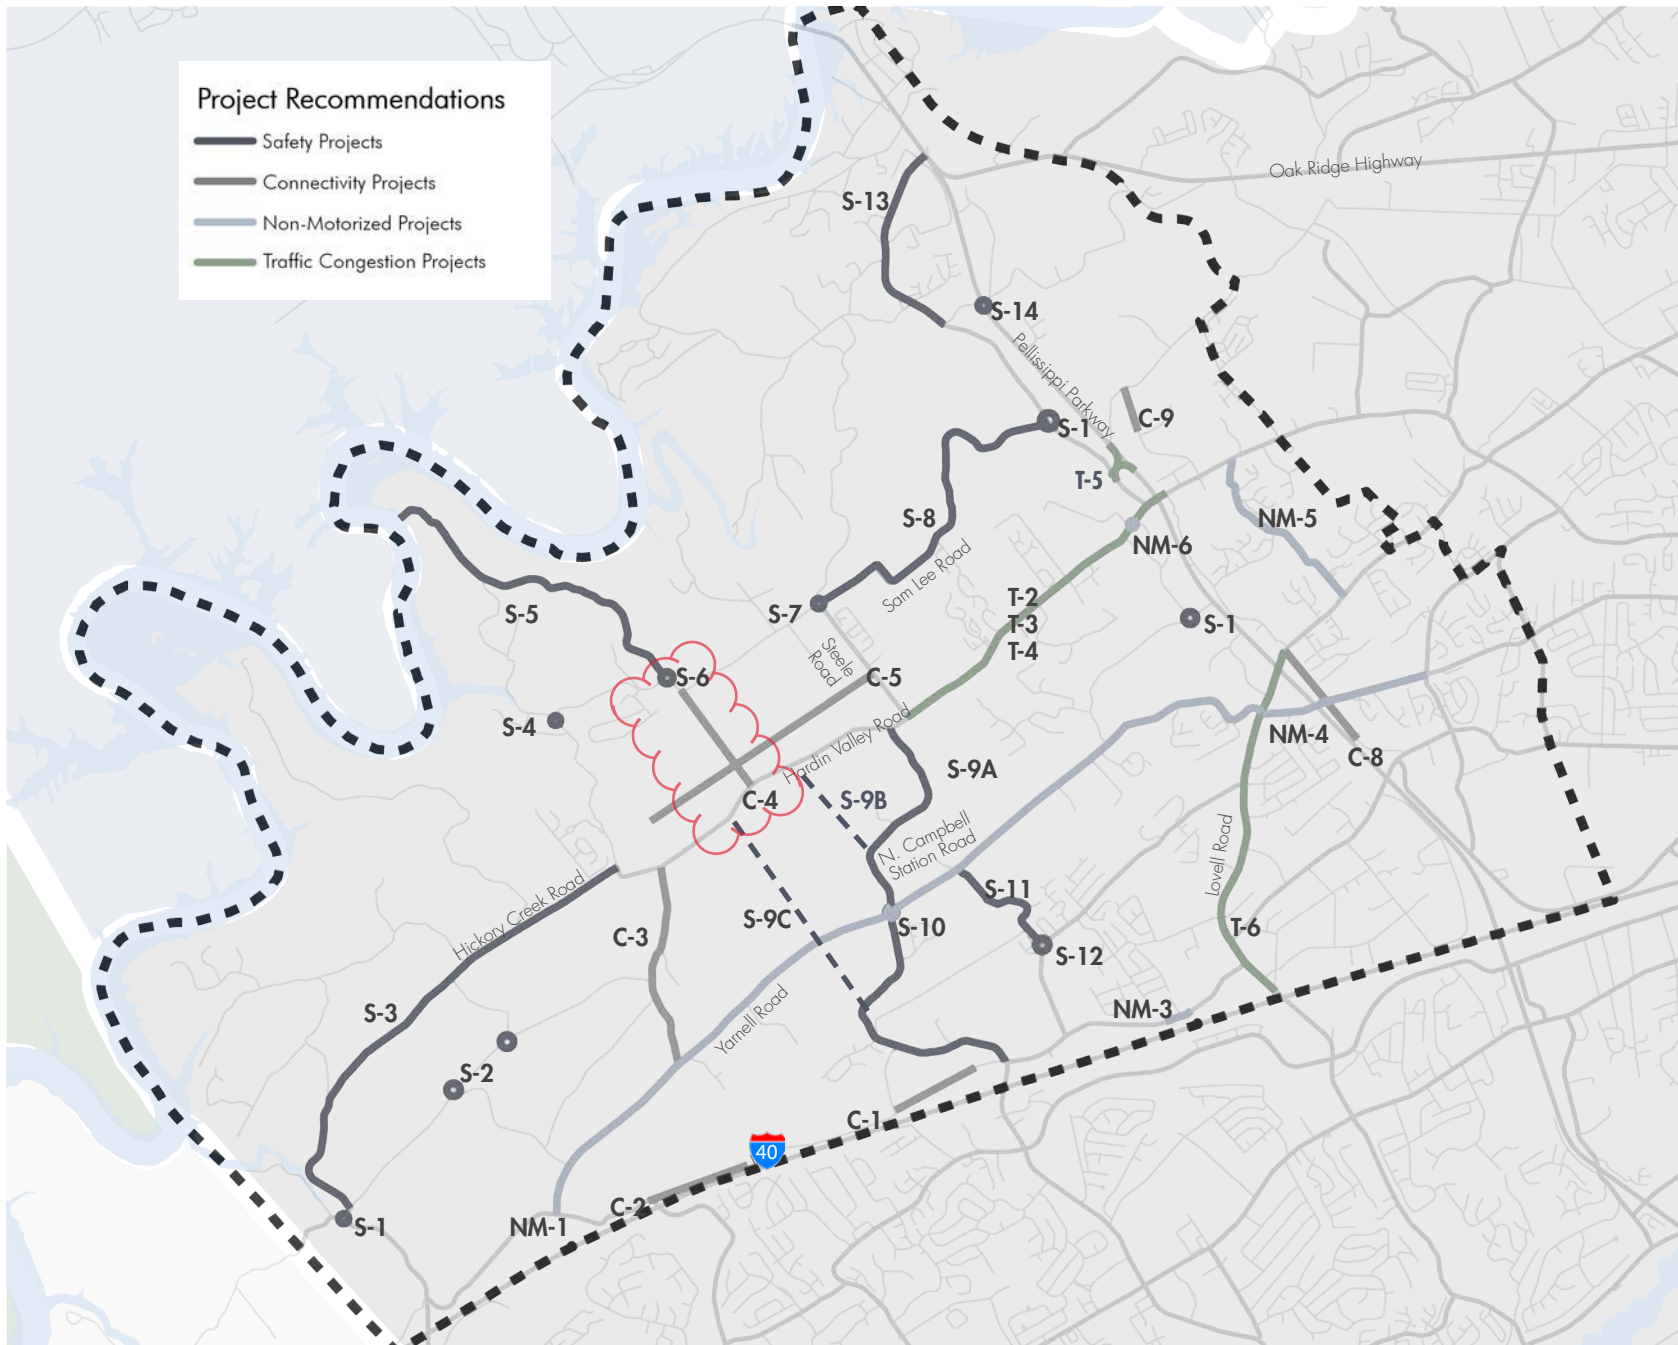 Project Recommendations
Safety Projects
Connectivity Projects
Non-Motorized Projects
Traffic Congestion Projects
Oak Ridge Highway
S-13
S-14
Pellissippi Parkway
C-9
S-1
T-5
S-8
NM-5
NM-6
Sam Lee Road
T-2
S-7
S-5
T-3
S-1
T-4
Steele
Road
S-6
C-5
S-4
Hardin Valley Road
NM-4
C-8
S-9A
C-4
S-9B
N. Campbell
Station Road
Lovell Road
S-11
Hickory Creek Road
S-9C
C-3
S-10
T-6
S-12
S-3
NM-3
Yarnell Road
S-2
C-1
40
C-2
S-1
NM-1